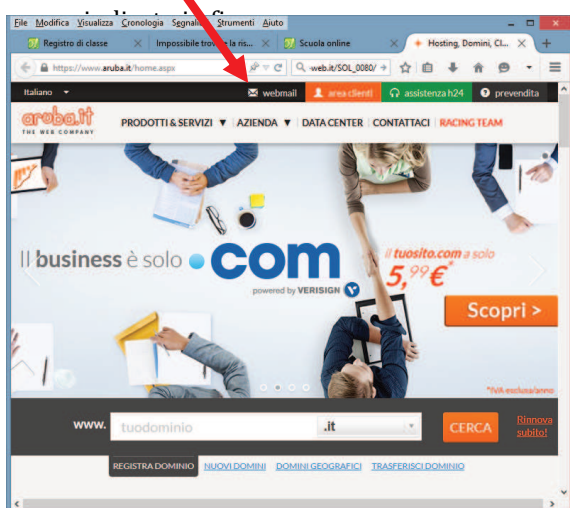 File Modifica Visualizza Cronologia Segnalibri Strumenti Aiuto
Registro di classe × Impossibile trovare la ris... × Scuola online × Hosting, Domini, Cl... × +
https://www.aruba.it/home.aspx -web.it/SOL_0080/
Italiano webmail area clienti assistenza h24 prevendita
aruba.it
THE WEB COMPANY
PRODOTTI & SERVIZI ▼ AZIENDA ▼ DATA CENTER CONTATTACI RACING TEAM
Il business è solo .com
powered by VERISIGN
il tuosito.com a solo
5,99€*
Scopri >
*IVA esclusa/anno
www. tuodominio .it CERCA Rinnova subito!
REGISTRA DOMINIO NUOVI DOMINI DOMINI GEOGRAFICI TRASFERISCI DOMINIO